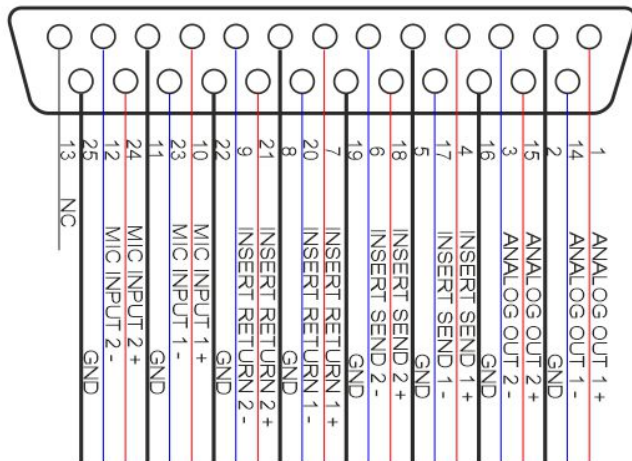 1 ANALOG OUT 1 +
14 ANALOG OUT 1 -
2 GND
15 ANALOG OUT 2 +
3 ANALOG OUT 2 -
16 GND
4 INSERT SEND 1 +
17 INSERT SEND 1 -
5 GND
18 INSERT SEND 2 +
6 INSERT SEND 2 -
19 GND
7 INSERT RETURN 1 +
20 INSERT RETURN 1 -
8 GND
21 INSERT RETURN 2 +
9 INSERT RETURN 2 -
22 GND
10 MIC INPUT 1 +
23 MIC INPUT 1 -
11 GND
24 MIC INPUT 2 +
12 MIC INPUT 2 -
25 GND
13 NC